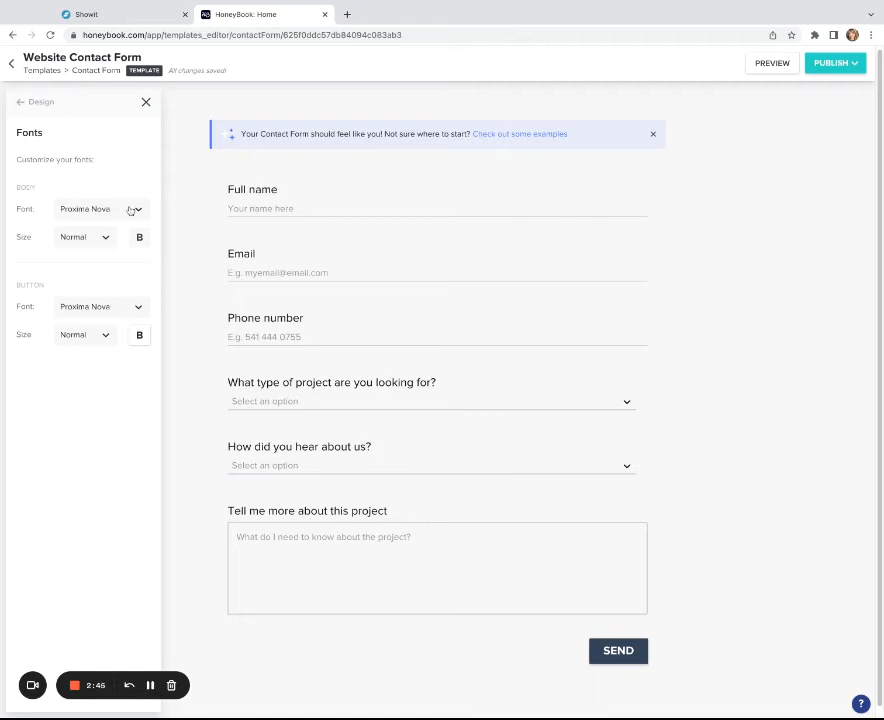 Showit
HoneyBook: Home
honeybook.com/app/templates_editor/contactForm/625f0ddc57db84094c083ab3
Website Contact Form
Templates > Contact Form TEMPLATE All changes saved!
PREVIEW
PUBLISH
Design
Fonts
Customize your fonts:
BODY
Font: Proxima Nova
Size Normal B
BUTTON
Font: Proxima Nova
Size Normal B
Your Contact Form should feel like you! Not sure where to start? Check out some examples
Full name
Your name here
Email
E.g. myemail@email.com
Phone number
E.g. 541 444 0755
What type of project are you looking for?
Select an option
How did you hear about us?
Select an option
Tell me more about this project
What do I need to know about the project?
SEND
2:45
?